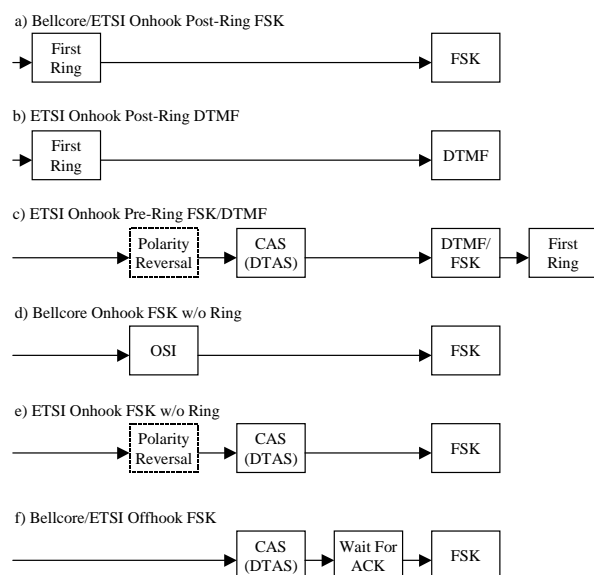 a) Bellcore/ETSI Onhook Post-Ring FSK
First
Ring
FSK
b) ETSI Onhook Post-Ring DTMF
First
Ring
DTMF
c) ETSI Onhook Pre-Ring FSK/DTMF
Polarity
Reversal
CAS
(DTAS)
DTMF/
FSK
First
Ring
d) Bellcore Onhook FSK w/o Ring
OSI
FSK
e) ETSI Onhook FSK w/o Ring
Polarity
Reversal
CAS
(DTAS)
FSK
f) Bellcore/ETSI Offhook FSK
CAS
(DTAS)
Wait For
ACK
FSK